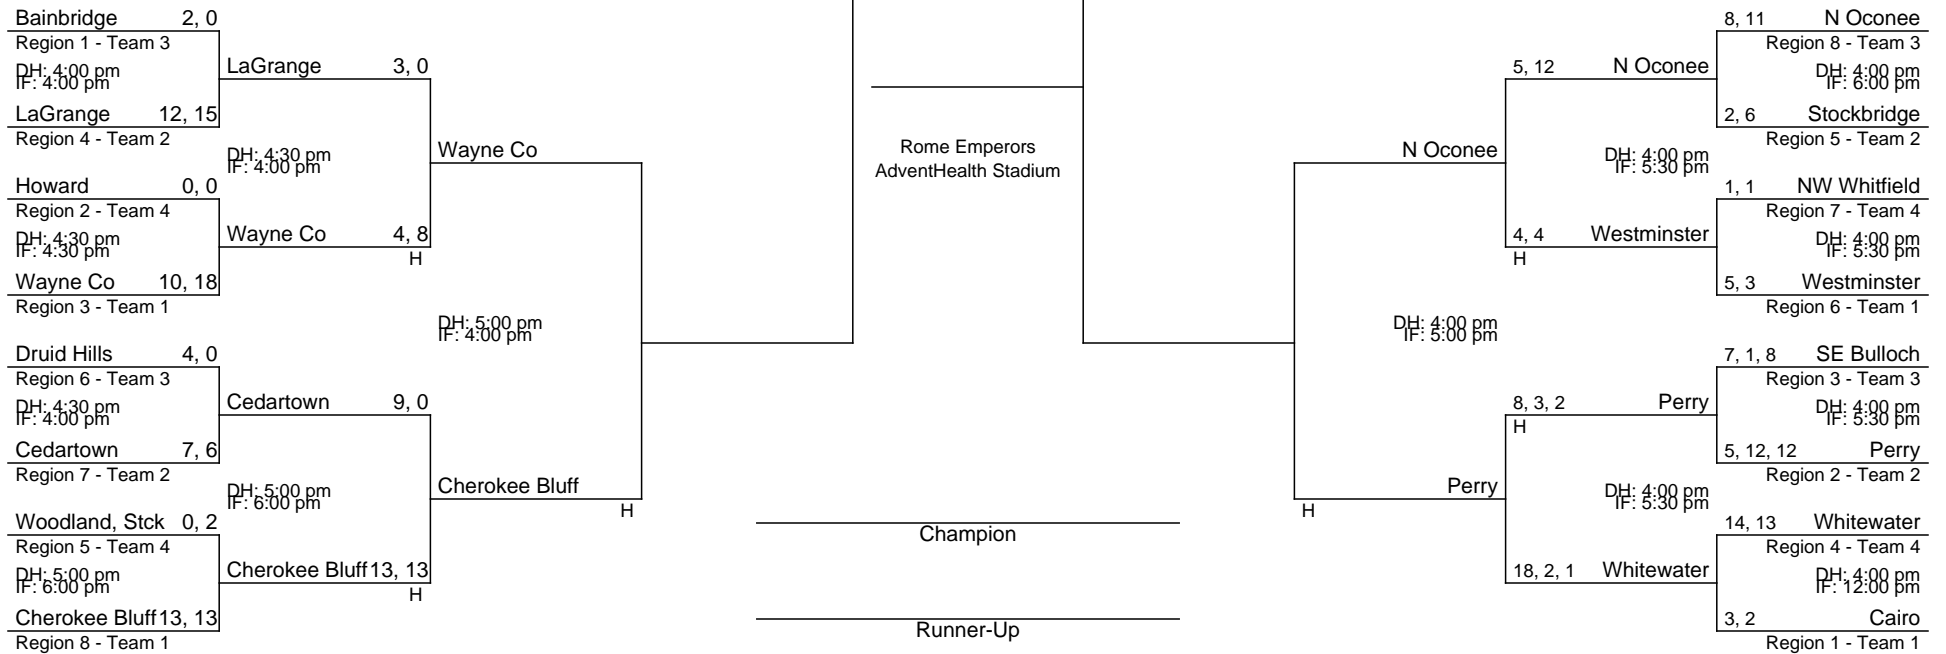 Bainbridge 2, 0
Region 1 - Team 3
DH: 4:00 pm
IF: 4:00 pm
LaGrange 12, 15
Region 4 - Team 2
Howard 0, 0
Region 2 - Team 4
DH: 4:30 pm
IF: 4:30 pm
Wayne Co 10, 18
Region 3 - Team 1
Druid Hills 4, 0
Region 6 - Team 3
DH: 4:30 pm
IF: 4:00 pm
Cedartown 7, 6
Region 7 - Team 2
Woodland, Stck 0, 2
Region 5 - Team 4
DH: 5:00 pm
IF: 6:00 pm
Cherokee Bluff 13, 13
Region 8 - Team 1
LaGrange 3, 0
DH: 4:30 pm
IF: 4:00 pm
Wayne Co 4, 8
H
Cedartown 9, 0
DH: 5:00 pm
IF: 6:00 pm
Cherokee Bluff 13, 13
H
Wayne Co
DH: 5:00 pm
IF: 4:00 pm
Cherokee Bluff
H
Rome Emperors
AdventHealth Stadium
Champion
Runner-Up
N Oconee
DH: 4:00 pm
IF: 5:00 pm
Perry
H
5, 12 N Oconee
DH: 4:00 pm
IF: 5:30 pm
4, 4 Westminster
H
8, 3, 2 Perry
H
DH: 4:00 pm
IF: 5:30 pm
18, 2, 1 Whitewater
8, 11 N Oconee
Region 8 - Team 3
DH: 4:00 pm
IF: 6:00 pm
2, 6 Stockbridge
Region 5 - Team 2
1, 1 NW Whitfield
Region 7 - Team 4
DH: 4:00 pm
IF: 5:30 pm
5, 3 Westminster
Region 6 - Team 1
7, 1, 8 SE Bulloch
Region 3 - Team 3
DH: 4:00 pm
IF: 5:30 pm
5, 12, 12 Perry
Region 2 - Team 2
14, 13 Whitewater
Region 4 - Team 4
DH: 4:00 pm
IF: 12:00 pm
3, 2 Cairo
Region 1 - Team 1